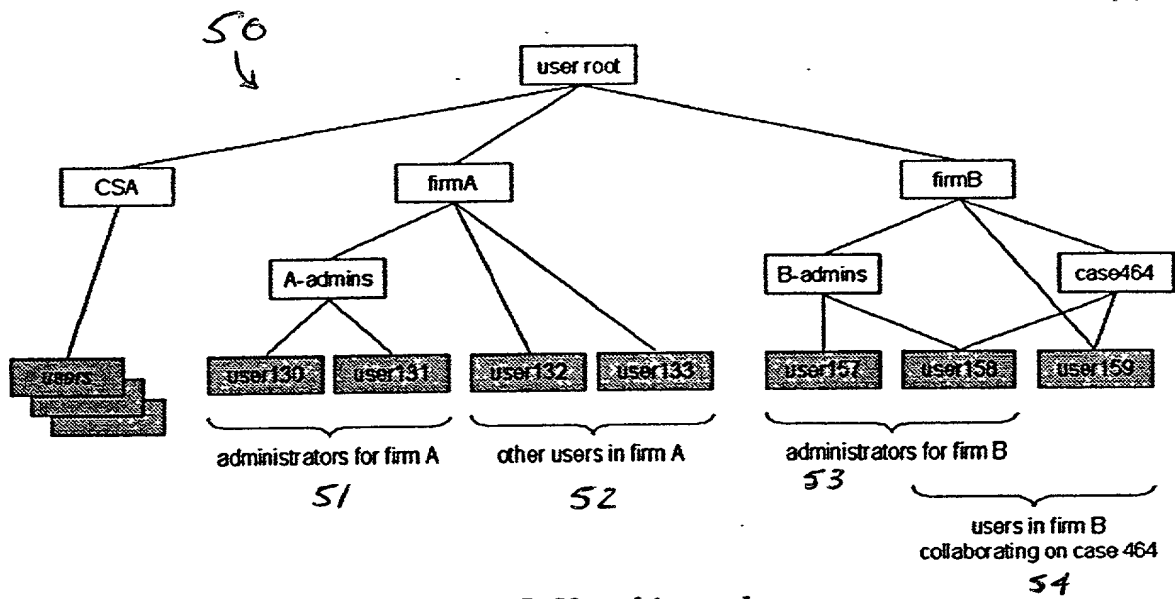 50
user root
CSA
firmA
firmB
A-admins
B-admins
case464
users
user130
user131
user132
user133
user157
user158
user159
administrators for firm A
other users in firm A
administrators for firm B
51
52
53
users in firm B
collaborating on case 464
54